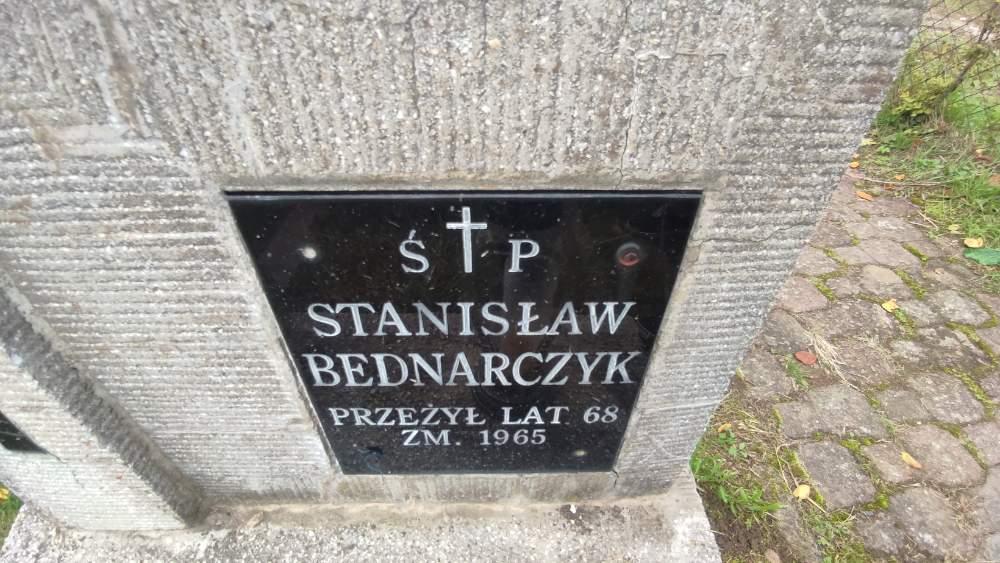 Ś P
STANISŁAW
BEDNARCZYK
PRZEŻYŁ LAT 68
ZM. 1965